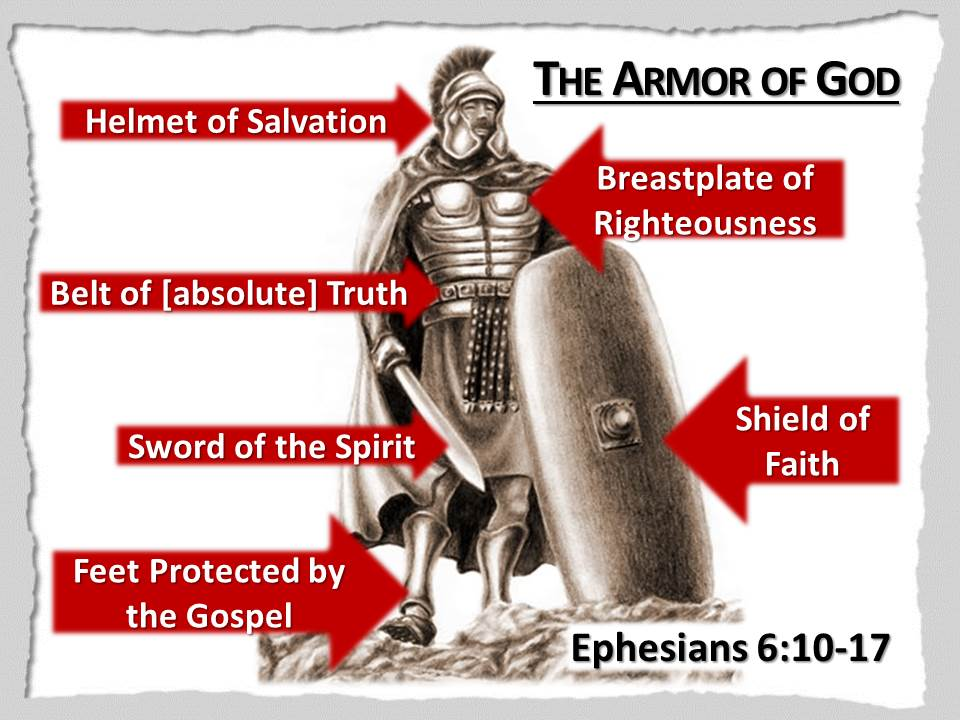 THE ARMOR OF GOD
Helmet of Salvation
Breastplate of
Righteousness
Belt of [absolute] Truth
Sword of the Spirit
Shield of
Faith
Feet Protected by
the Gospel
Ephesians 6:10-17